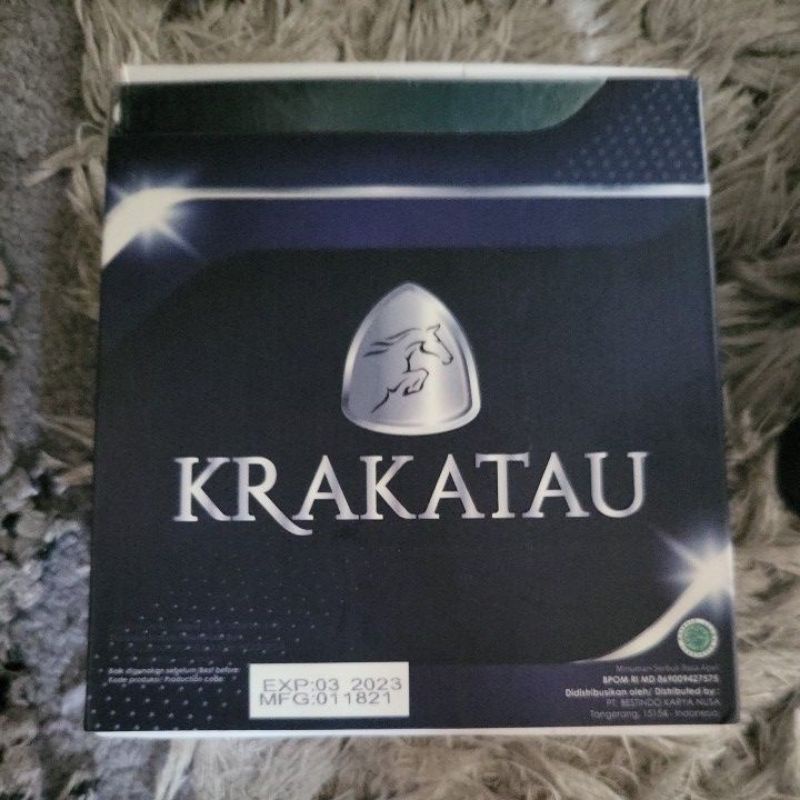 KRAKATAU
Baik digunakan sebelum/Best before:
Kode produksi/ Production code:
EXP:03 2023
MFG:011821
Minuman Serbuk Rasa Apel
BPOM RI MD 869009427575
Didistribusikan oleh/ Distributed by :
PT. BESTINDO KARYA NUSA
Tangerang, 15154 - Indonesia